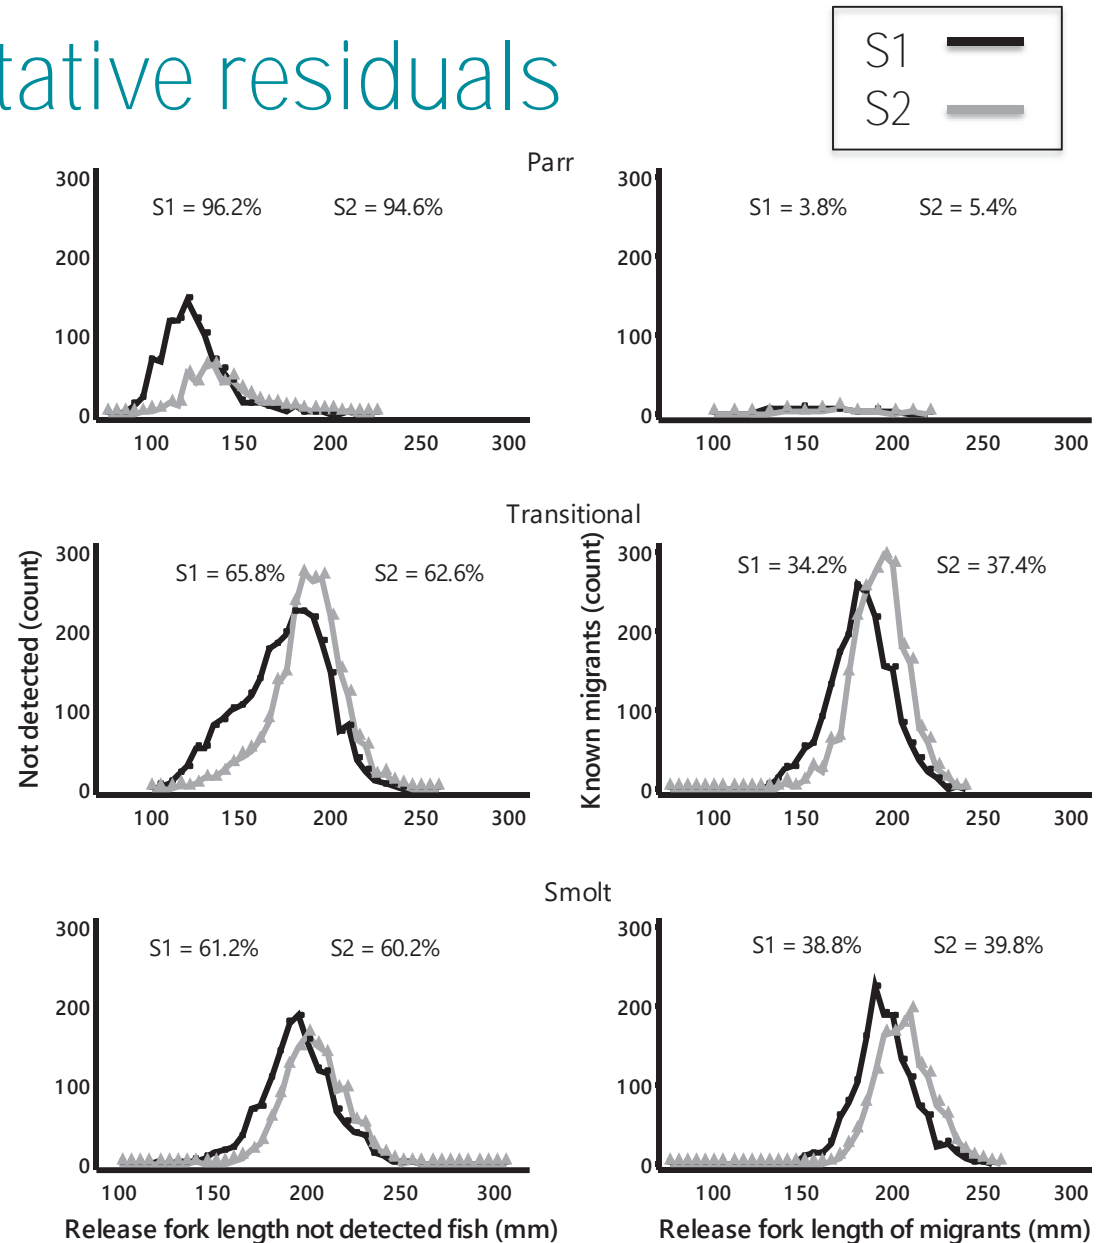 tative residuals
S1
S2
Parr
300
200
100
0
S1 = 96.2% S2 = 94.6%
100 150 200 250 300
300
200
100
0
S1 = 3.8% S2 = 5.4%
100 150 200 250 300
Transitional
Not detected (count)
300
200
100
0
S1 = 65.8% S2 = 62.6%
100 150 200 250 300
Known migrants (count)
300
200
100
0
S1 = 34.2% S2 = 37.4%
100 150 200 250 300
Smolt
300
200
100
0
S1 = 61.2% S2 = 60.2%
100 150 200 250 300
Release fork length not detected fish (mm)
300
200
100
0
S1 = 38.8% S2 = 39.8%
100 150 200 250 300
Release fork length of migrants (mm)